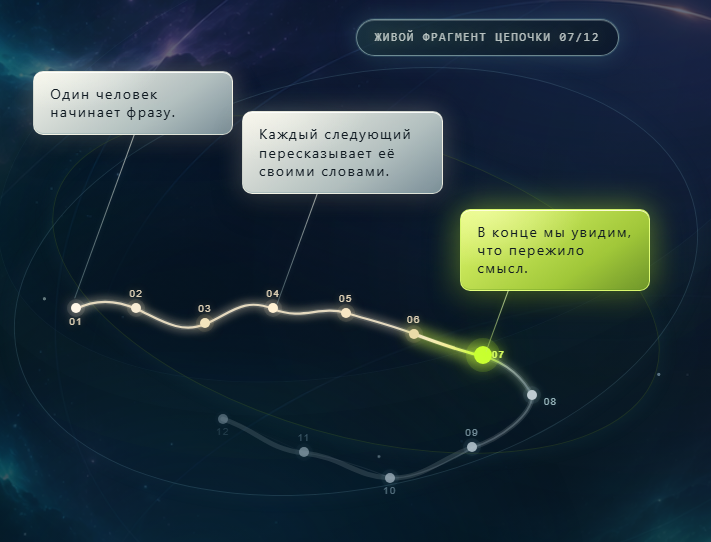 ЖИВОЙ ФРАГМЕНТ ЦЕПОЧКИ 07/12
Один человек
начинает фразу.
Каждый следующий
пересказывает её
своими словами.
В конце мы увидим,
что пережило
смысл.
01
02
03
04
05
06
07
08
09
10
11
12